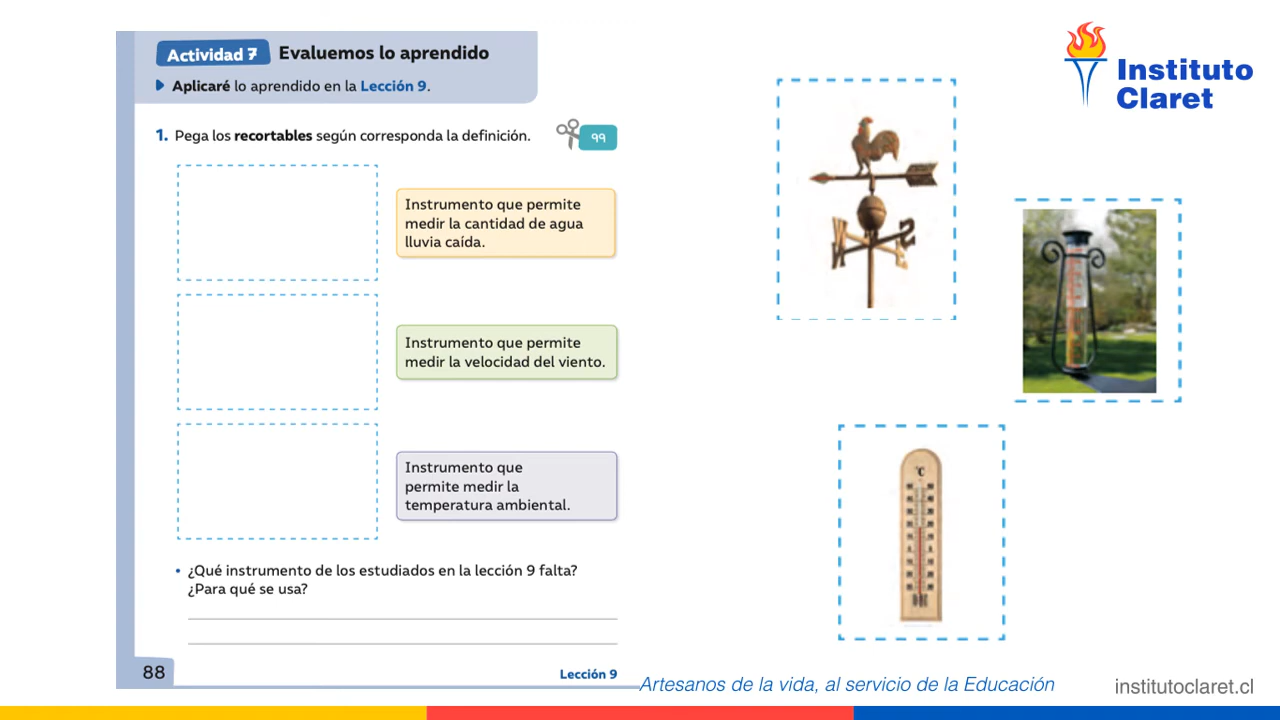 Actividad 7 Evaluemos lo aprendido
Aplicaré lo aprendido en la Lección 9.
1. Pega los recortables según corresponda la definición.
99
Instrumento que permite
medir la cantidad de agua
lluvia caída.
Instrumento que permite
medir la velocidad del viento.
Instrumento que
permite medir la
temperatura ambiental.
• ¿Qué instrumento de los estudiados en la lección 9 falta?
¿Para qué se usa?
88
Lección 9
Instituto
Claret
N S
°C
Artesanos de la vida, al servicio de la Educación
institutoclaret.cl